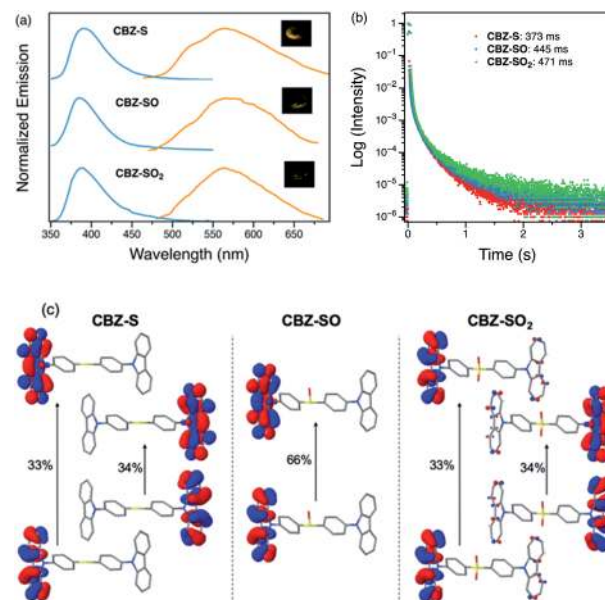 (a)
CBZ-S
CBZ-SO
CBZ-SO₂
Normalized Emission
350 400 450 500 550 600 650
Wavelength (nm)
(b)
CBZ-S: 373 ms
CBZ-SO: 445 ms
CBZ-SO₂: 471 ms
Log (Intensity)
1
10⁻¹
10⁻²
10⁻³
10⁻⁴
10⁻⁵
10⁻⁶
0 1 2 3
Time (s)
(c)
CBZ-S CBZ-SO CBZ-SO₂
33% 34% 66% 33% 34%